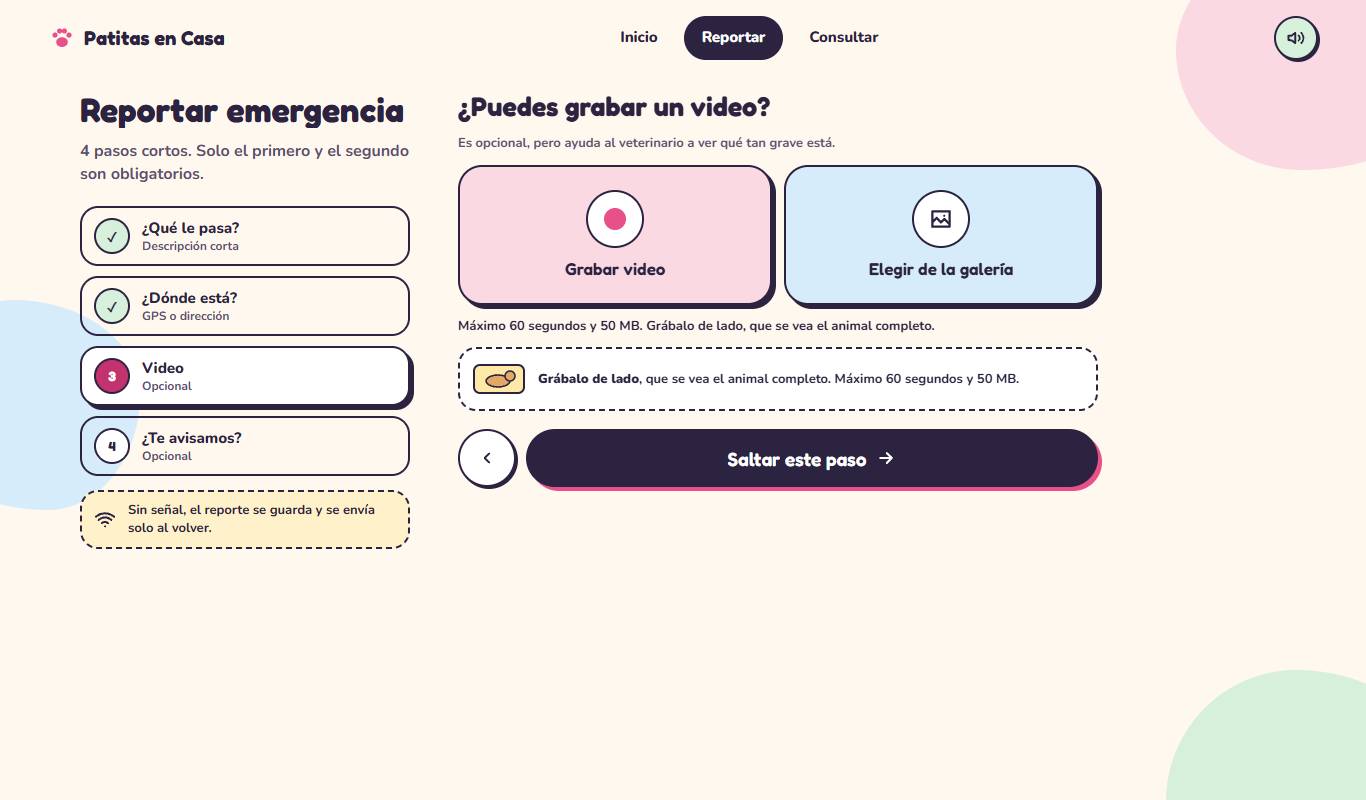 Patitas en Casa
Inicio
Reportar
Consultar
Reportar emergencia
4 pasos cortos. Solo el primero y el segundo
son obligatorios.
¿Qué le pasa?
Descripción corta
¿Dónde está?
GPS o dirección
3
Video
Opcional
4
¿Te avisamos?
Opcional
Sin señal, el reporte se guarda y se envía
solo al volver.
¿Puedes grabar un video?
Es opcional, pero ayuda al veterinario a ver qué tan grave está.
Grabar video
Elegir de la galería
Máximo 60 segundos y 50 MB. Grábalo de lado, que se vea el animal completo.
Grábalo de lado, que se vea el animal completo. Máximo 60 segundos y 50 MB.
Saltar este paso